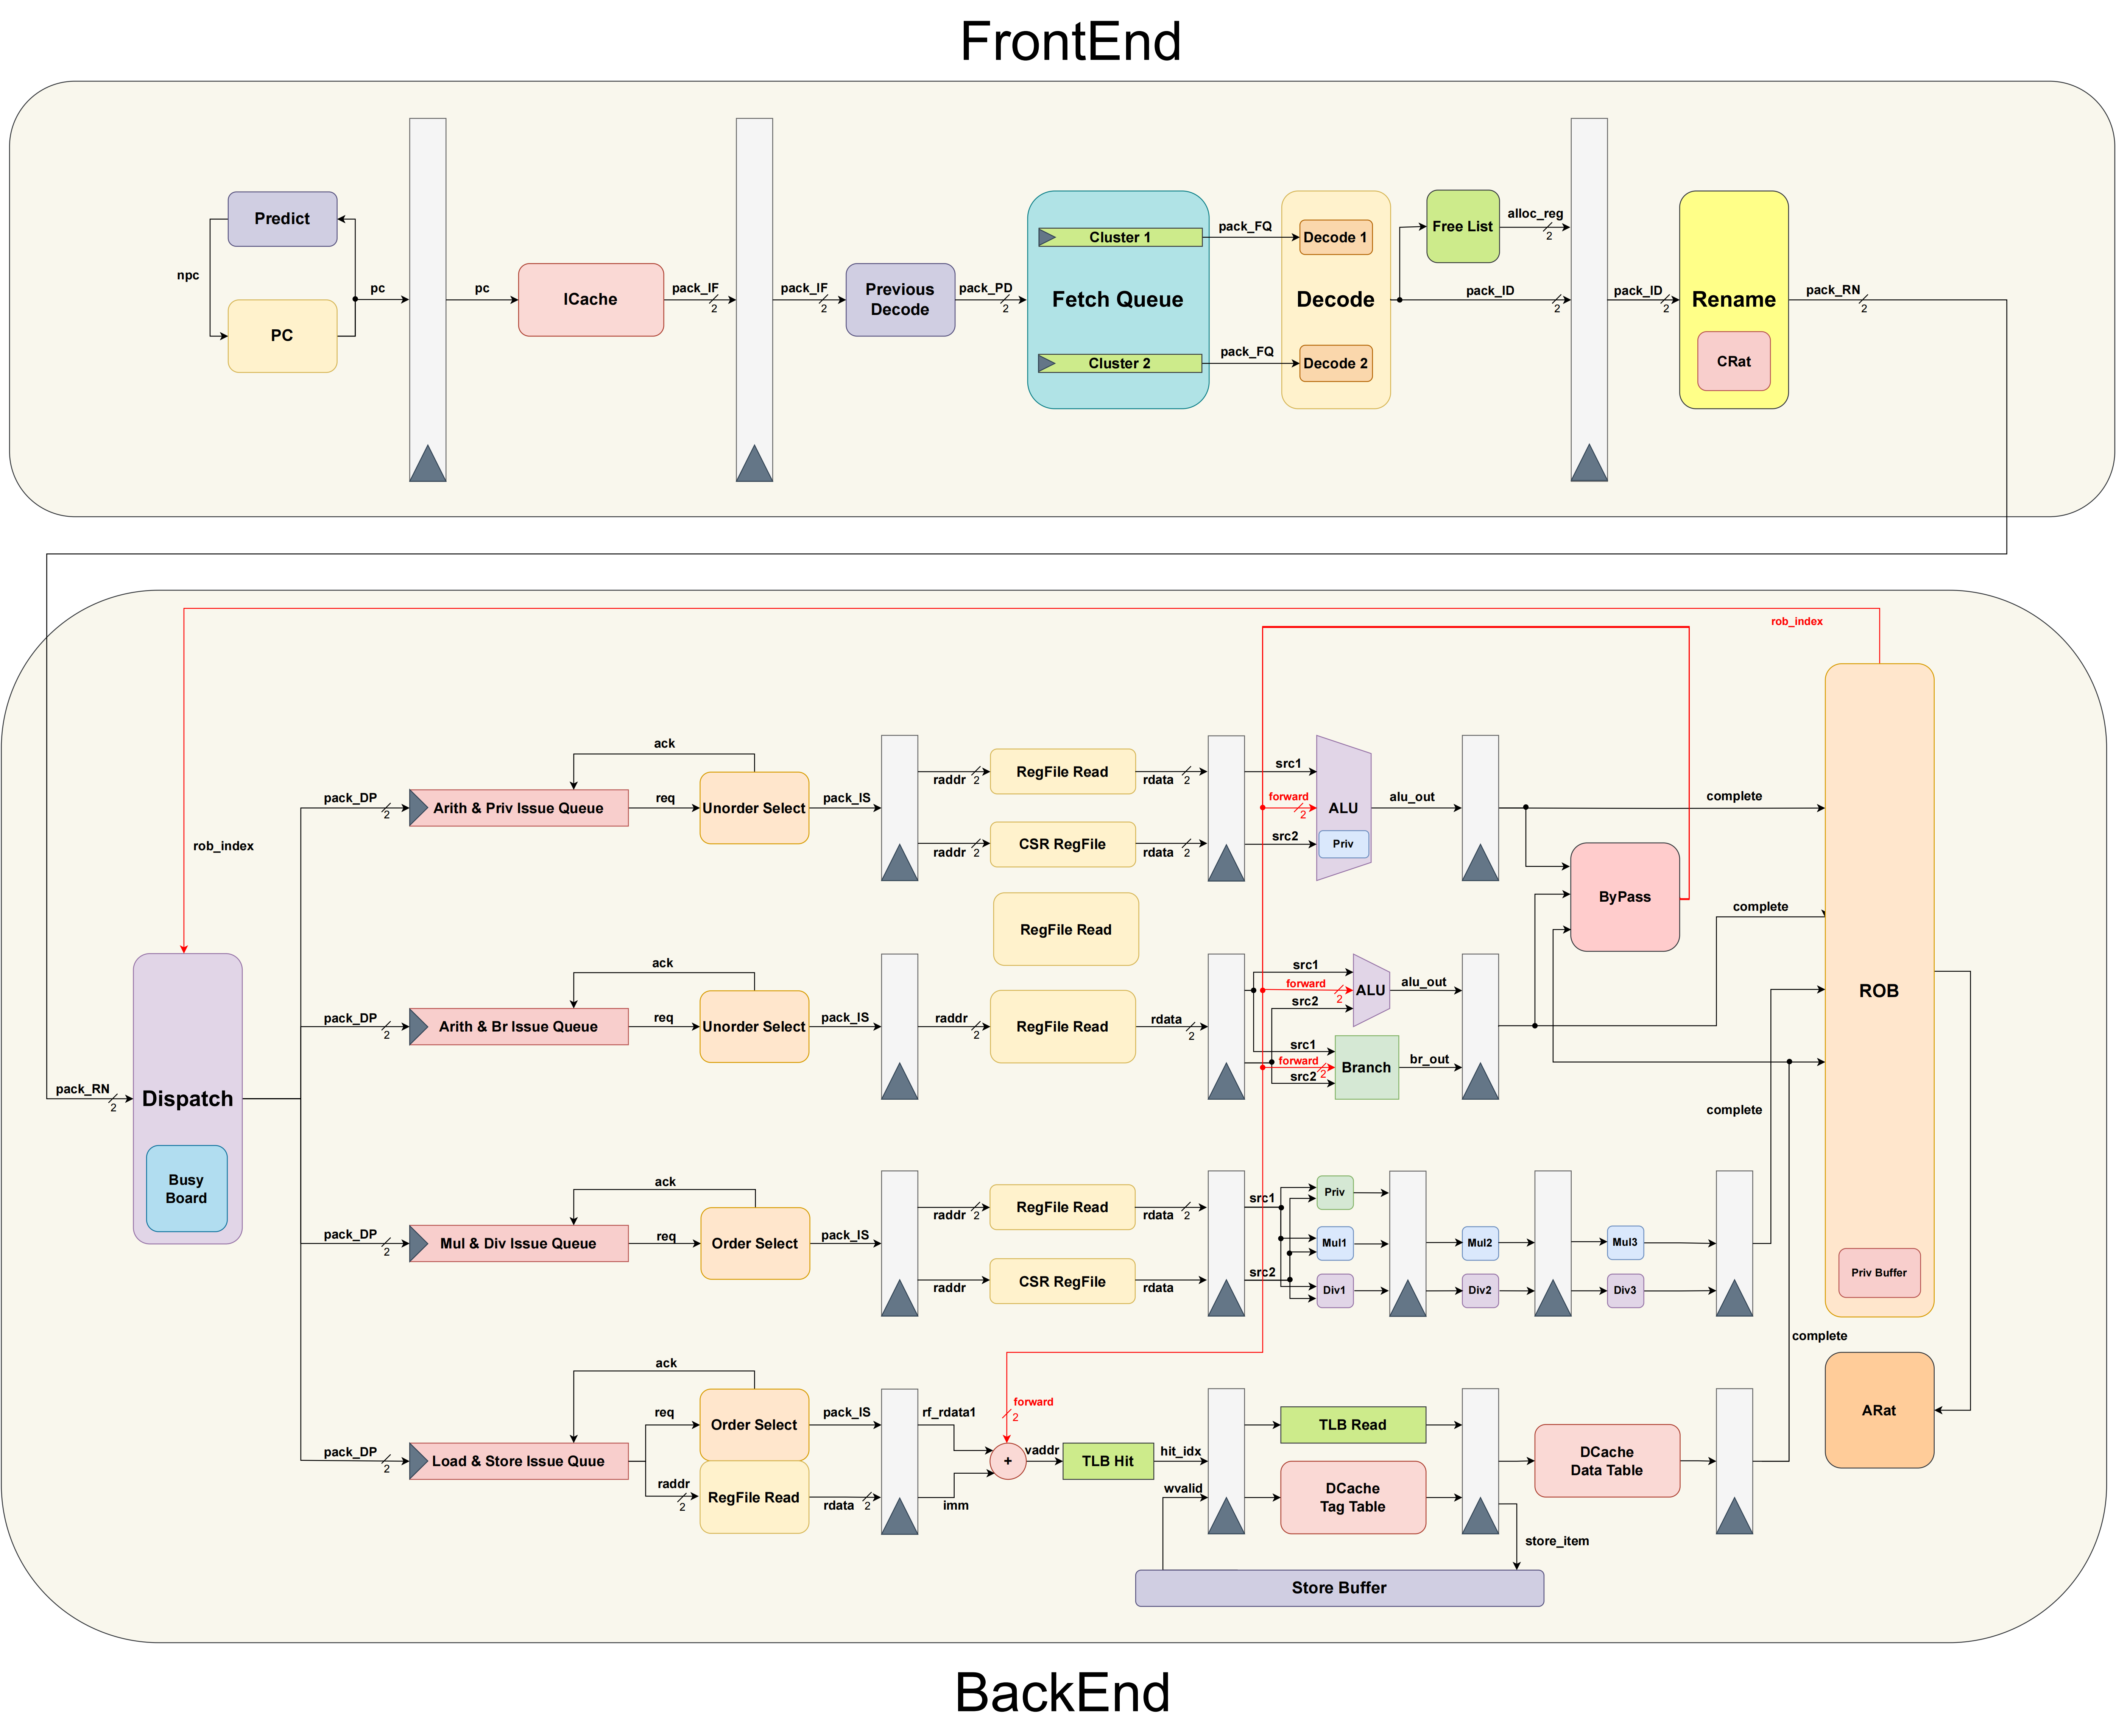 FrontEnd
Predict
npc
PC
pc
pc
ICache
pack_IF
2
pack_IF
2
Previous
Decode
pack_PD
2
Fetch Queue
Cluster 1
Cluster 2
pack_FQ
pack_FQ
Decode
Decode 1
Decode 2
Free List
alloc_reg
2
pack_ID
2
pack_ID
2
Rename
CRat
pack_RN
2
rob_index
rob_index
pack_RN
2
Dispatch
Busy
Board
pack_DP
2
Arith & Priv Issue Queue
ack
req
Unorder Select
pack_IS
raddr
2
RegFile Read
rdata
2
raddr
2
CSR RegFile
rdata
2
src1
forward
2
src2
ALU
Priv
alu_out
complete
RegFile Read
ByPass
pack_DP
2
Arith & Br Issue Queue
ack
req
Unorder Select
pack_IS
raddr
2
RegFile Read
rdata
2
src1
forward
2
src2
ALU
alu_out
src1
forward
2
src2
Branch
br_out
complete
ROB
Priv Buffer
pack_DP
2
Mul & Div Issue Queue
ack
req
Order Select
pack_IS
raddr
2
RegFile Read
rdata
2
raddr
CSR RegFile
rdata
src1
src2
Priv
Mul1
Div1
Mul2
Div2
Mul3
Div3
complete
pack_DP
2
Load & Store Issue Quue
ack
req
Order Select
pack_IS
raddr
2
RegFile Read
rdata
2
rf_rdata1
imm
forward
2
+
vaddr
TLB Hit
hit_idx
wvalid
TLB Read
DCache
Tag Table
DCache
Data Table
store_item
Store Buffer
complete
ARat
BackEnd